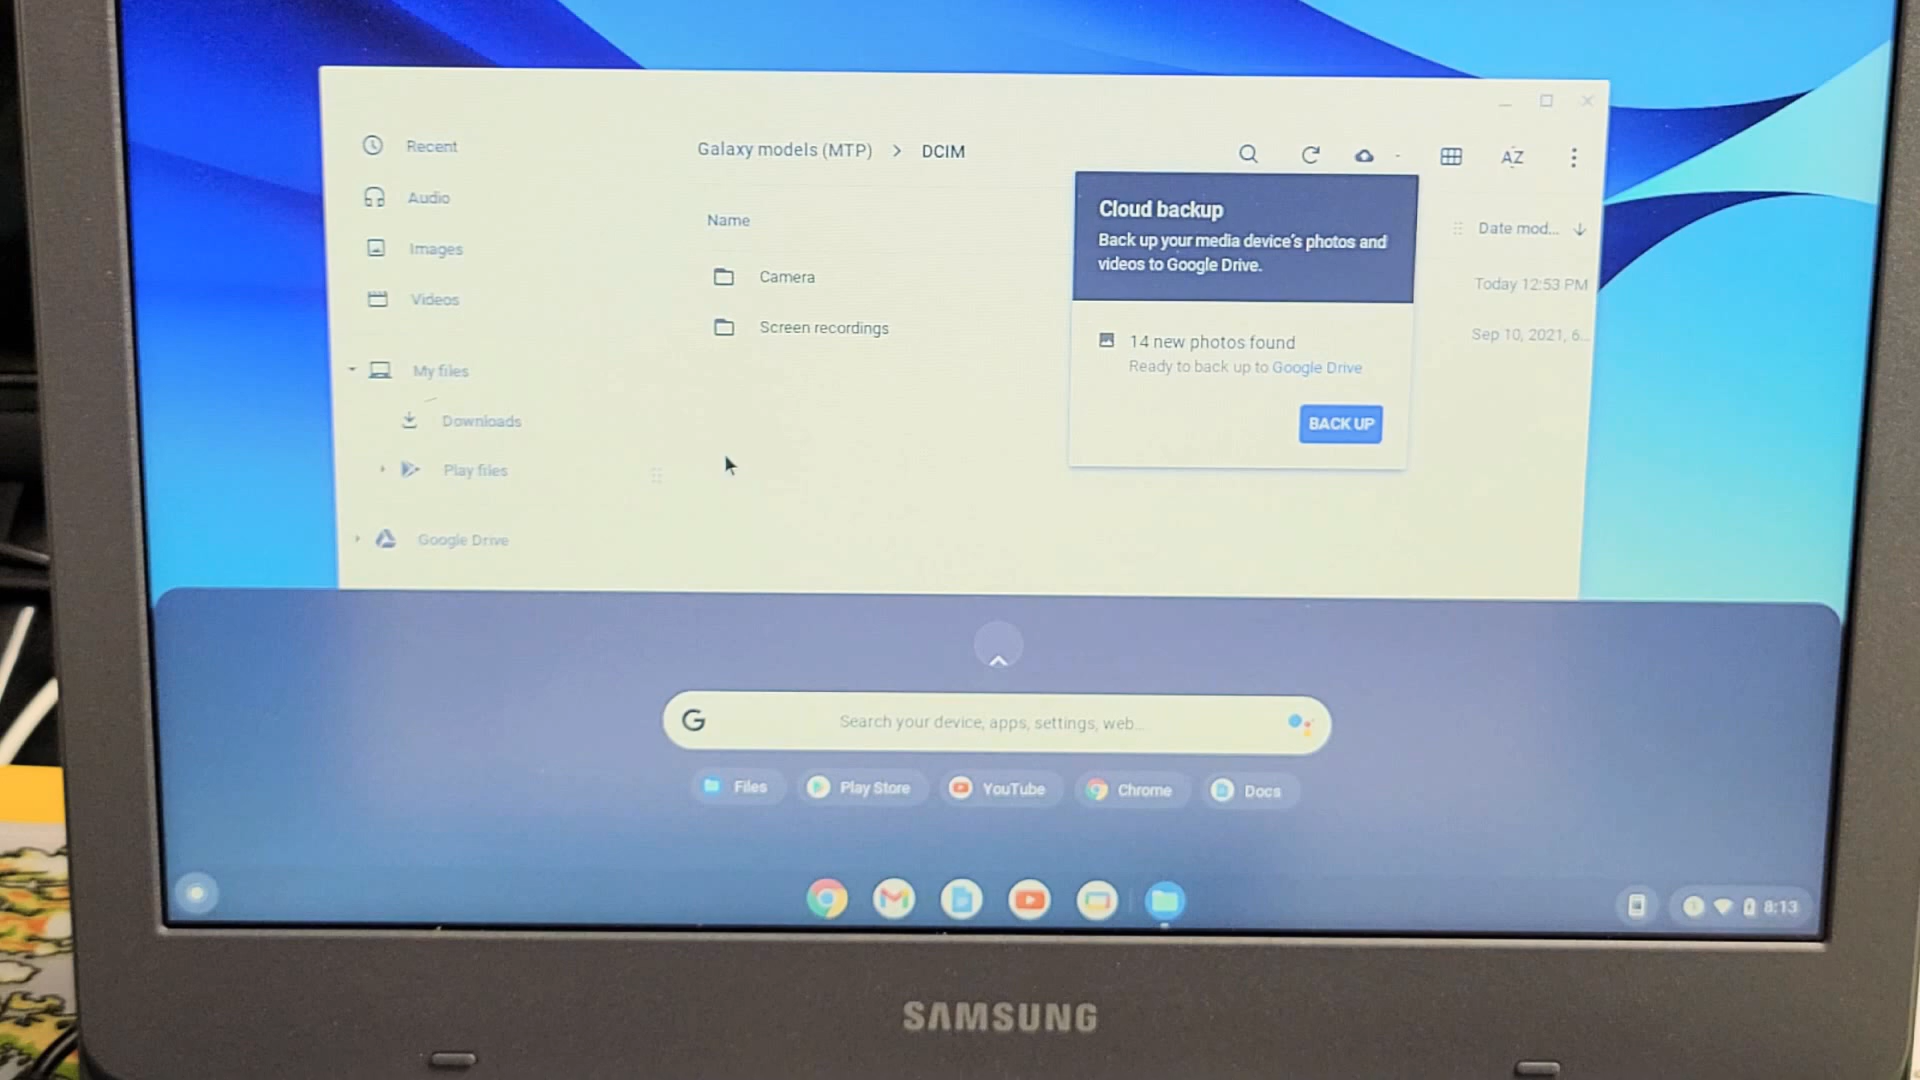 Recent
Audio
Images
Videos
My files
Downloads
Play files
Google Drive
Galaxy models (MTP) > DCIM
AZ
Name
Date mod...
Camera
Today 12:53 PM
Screen recordings
Sep 10, 2021, 6...
Cloud backup
Back up your media device's photos and
videos to Google Drive.
14 new photos found
Ready to back up to Google Drive
BACK UP
G
Search your device, apps, settings, web...
Files
Play Store
YouTube
Chrome
Docs
8:13
SAMSUNG